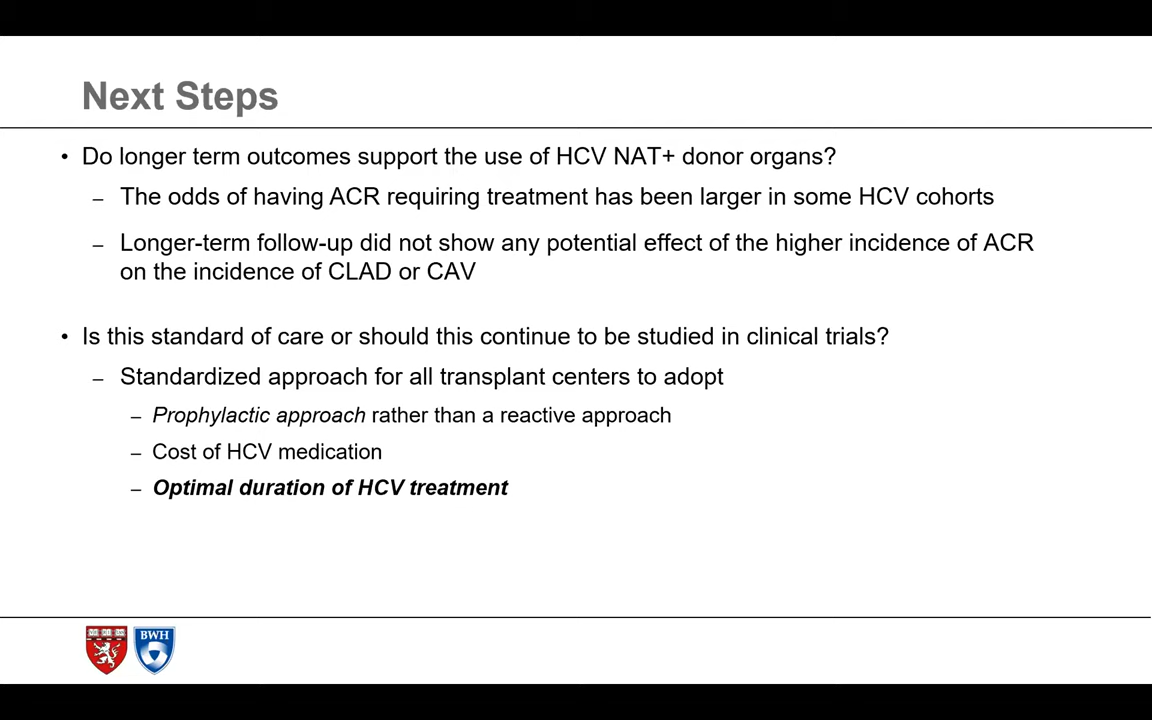 Next Steps
• Do longer term outcomes support the use of HCV NAT+ donor organs?
– The odds of having ACR requiring treatment has been larger in some HCV cohorts
– Longer-term follow-up did not show any potential effect of the higher incidence of ACR
on the incidence of CLAD or CAV
• Is this standard of care or should this continue to be studied in clinical trials?
– Standardized approach for all transplant centers to adopt
– Prophylactic approach rather than a reactive approach
– Cost of HCV medication
– Optimal duration of HCV treatment
BWH